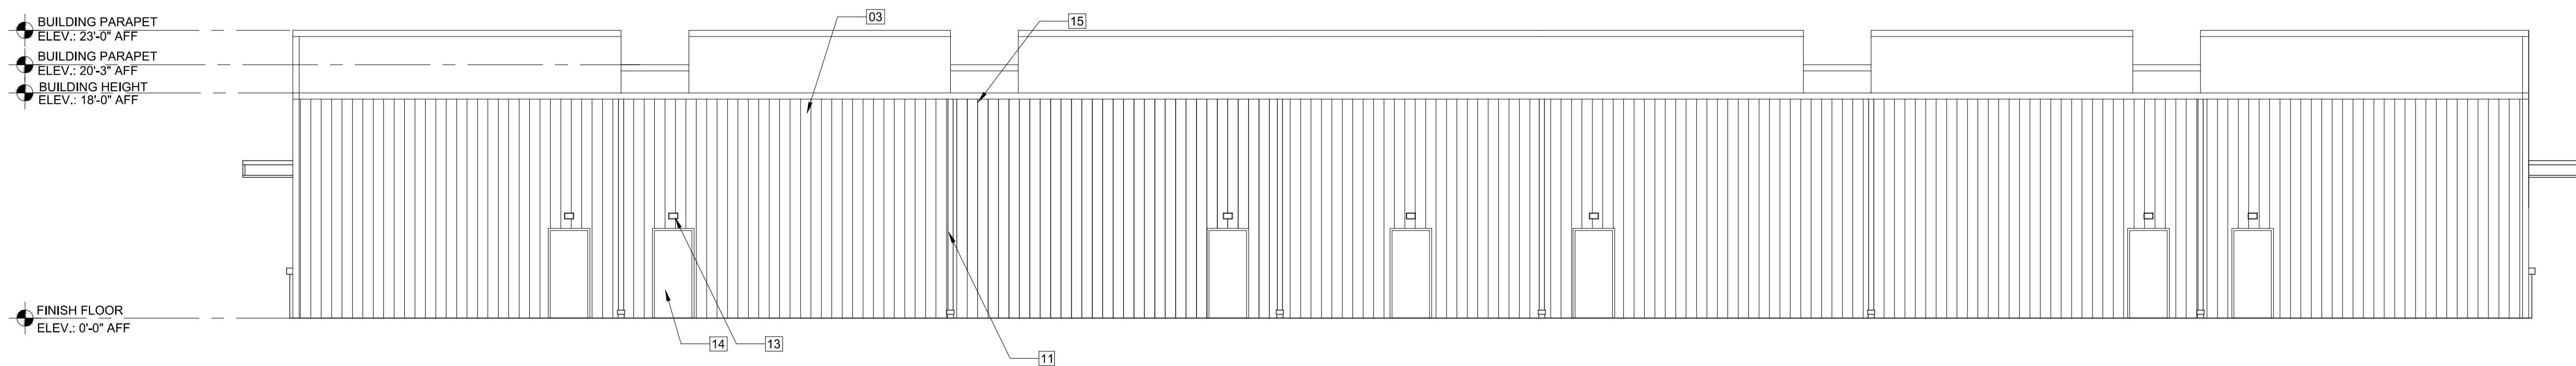 BUILDING PARAPET
ELEV.: 23'-0" AFF
BUILDING PARAPET
ELEV.: 20'-3" AFF
BUILDING HEIGHT
ELEV.: 18'-0" AFF
FINISH FLOOR
ELEV.: 0'-0" AFF
03
15
14
13
11